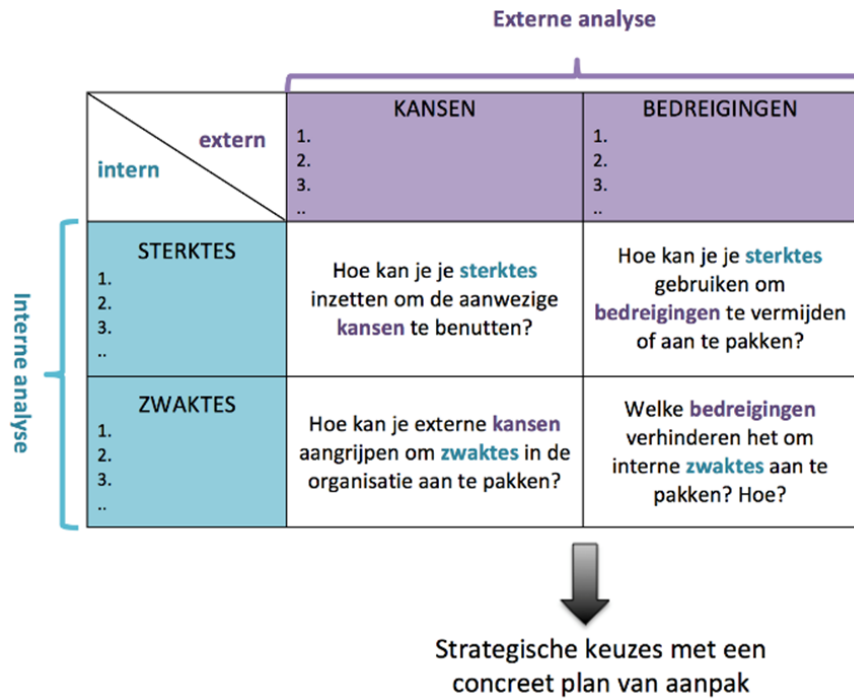 Externe analyse
extern
intern
KANSEN
1.
2.
3.
..
BEDREIGINGEN
1.
2.
3.
..
Interne analyse
STERKTES
1.
2.
3.
..
Hoe kan je je sterktes
inzetten om de aanwezige
kansen te benutten?
Hoe kan je je sterktes
gebruiken om
bedreigingen te vermijden
of aan te pakken?
ZWAKTES
1.
2.
3.
..
Hoe kan je externe kansen
aangrijpen om zwaktes in de
organisatie aan te pakken?
Welke bedreigingen
verhinderen het om
interne zwaktes aan te
pakken? Hoe?
Strategische keuzes met een
concreet plan van aanpak